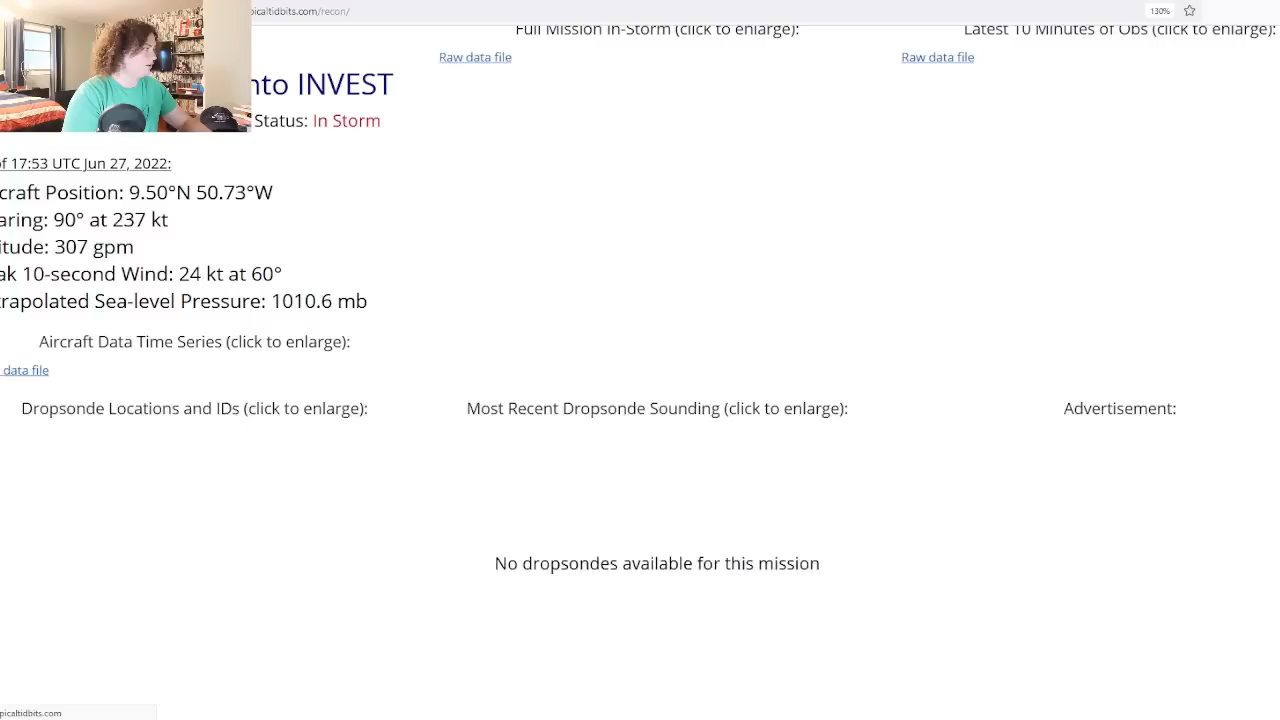 picaltidbits.com/recon/
130%
Full Mission In-Storm (click to enlarge):
Latest 10 Minutes of Obs (click to enlarge):
Raw data file
Raw data file
nto INVEST
Status: In Storm
of 17:53 UTC Jun 27, 2022:
craft Position: 9.50°N 50.73°W
aring: 90° at 237 kt
itude: 307 gpm
ak 10-second Wind: 24 kt at 60°
trapolated Sea-level Pressure: 1010.6 mb
Aircraft Data Time Series (click to enlarge):
data file
Dropsonde Locations and IDs (click to enlarge):
Most Recent Dropsonde Sounding (click to enlarge):
Advertisement:
No dropsondes available for this mission
picaltidbits.com